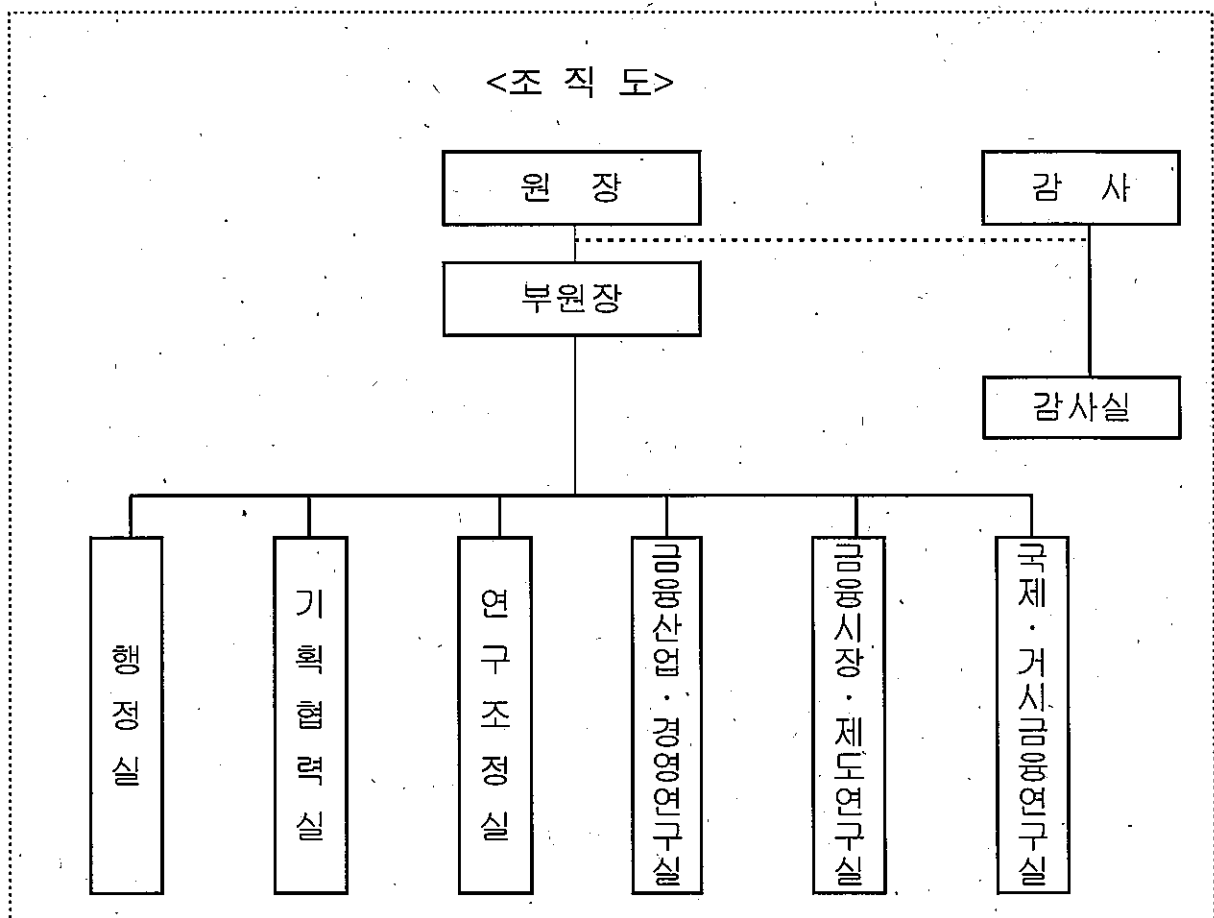 <조 직 도>
원 장
감 사
부원장
감사실
행정실
기획협력실
연구조정실
금융산업·경영연구실
금융시장·제도연구실
국제·거시금융연구실